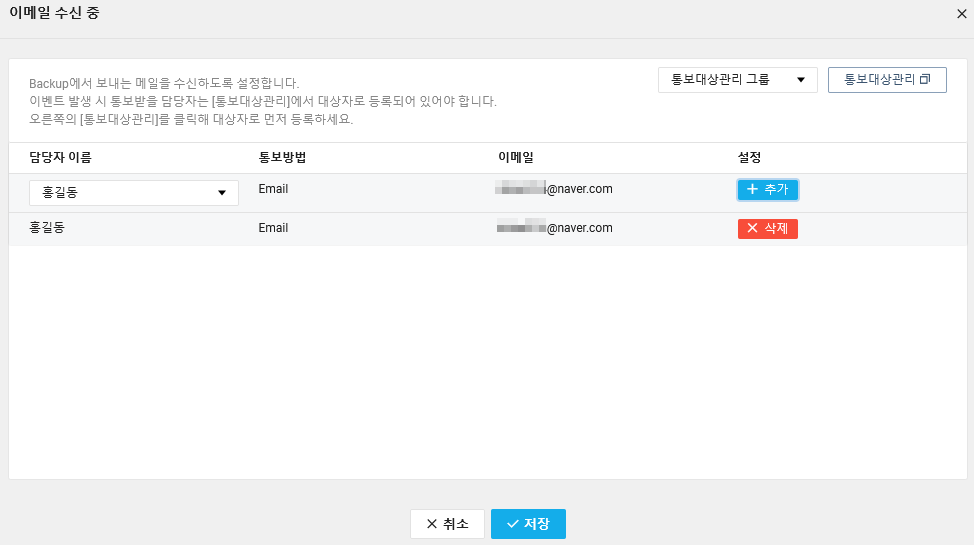 이메일 수신 중
Backup에서 보내는 메일을 수신하도록 설정합니다.
이벤트 발생 시 통보받을 담당자는 [통보대상관리]에서 대상자로 등록되어 있어야 합니다.
오른쪽의 [통보대상관리]를 클릭해 대상자로 먼저 등록하세요.
통보대상관리 그룹 통보대상관리
담당자 이름 통보방법 이메일 설정
홍길동 Email @naver.com 추가
홍길동 Email @naver.com 삭제
취소 저장